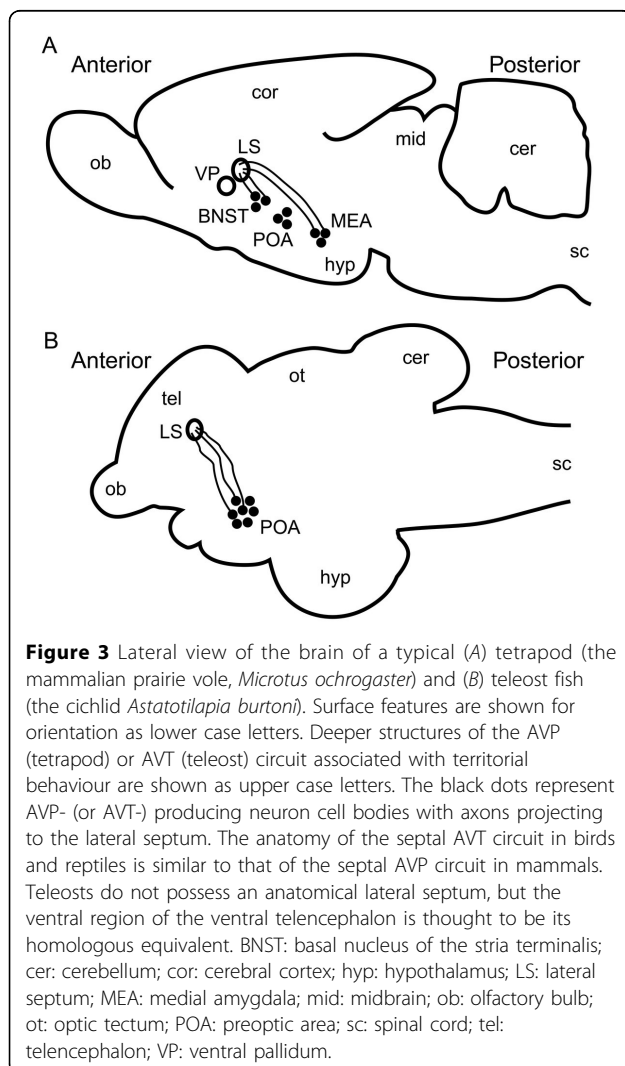 A
Anterior
Posterior
cor
mid
ob
LS
cer
VP
BNST
MEA
POA
hyp
sc
B
Anterior
ot
cer
Posterior
tel
LS
sc
ob
POA
hyp
Figure 3 Lateral view of the brain of a typical (A) tetrapod (the
mammalian prairie vole, Microtus ochrogaster) and (B) teleost fish
(the cichlid Astatotilapia burtoni). Surface features are shown for
orientation as lower case letters. Deeper structures of the AVP
(tetrapod) or AVT (teleost) circuit associated with territorial
behaviour are shown as upper case letters. The black dots represent
AVP- (or AVT-) producing neuron cell bodies with axons projecting
to the lateral septum. The anatomy of the septal AVT circuit in birds
and reptiles is similar to that of the septal AVP circuit in mammals.
Teleosts do not possess an anatomical lateral septum, but the
ventral region of the ventral telencephalon is thought to be its
homologous equivalent. BNST: basal nucleus of the stria terminalis;
cer: cerebellum; cor: cerebral cortex; hyp: hypothalamus; LS: lateral
septum; MEA: medial amygdala; mid: midbrain; ob: olfactory bulb;
ot: optic tectum; POA: preoptic area; sc: spinal cord; tel:
telencephalon; VP: ventral pallidum.